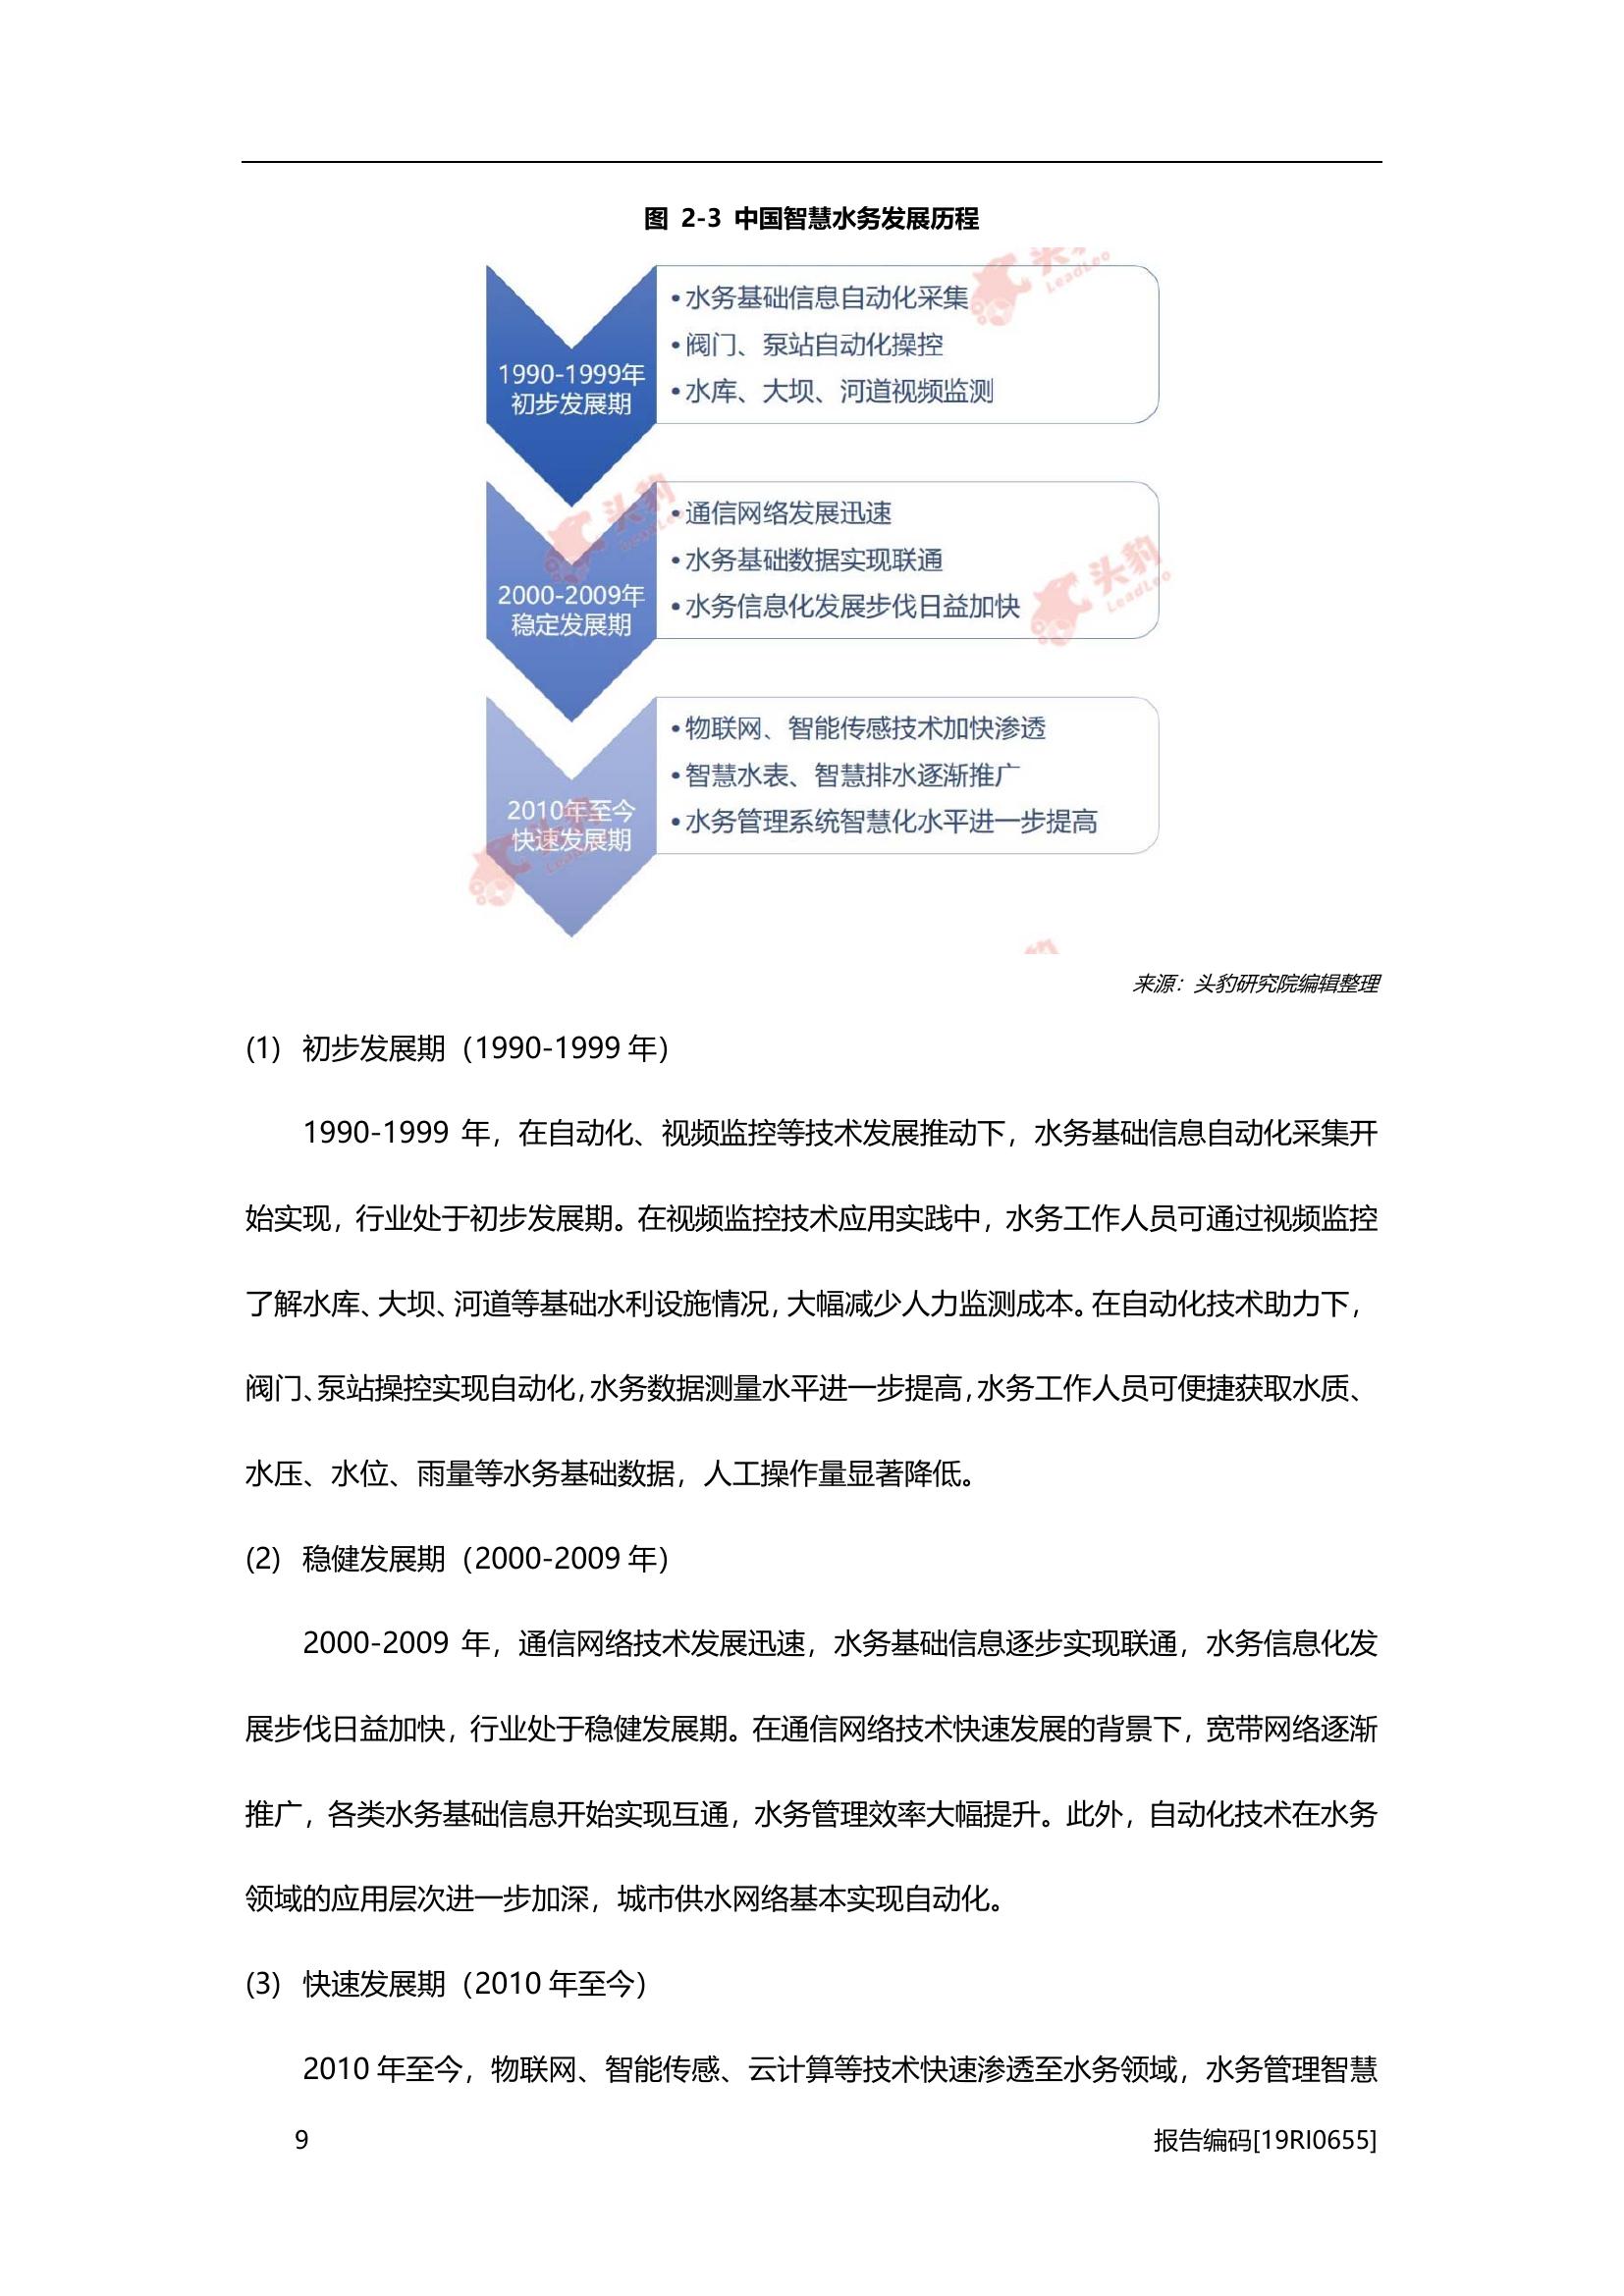 图 2-3 中国智慧水务发展历程
1990-1999年
初步发展期
•水务基础信息自动化采集
•阀门、泵站自动化操控
•水库、大坝、河道视频监测
2000-2009年
稳定发展期
•通信网络发展迅速
•水务基础数据实现联通
•水务信息化发展步伐日益加快
2010年至今
快速发展期
•物联网、智能传感技术加快渗透
•智慧水表、智慧排水逐渐推广
•水务管理系统智慧化水平进一步提高
头豹
LeadLeo
头豹
LeadLeo
头豹
LeadLeo
头豹
LeadLeo
来源：头豹研究院编辑整理
(1) 初步发展期（1990-1999 年）
1990-1999 年，在自动化、视频监控等技术发展推动下，水务基础信息自动化采集开
始实现，行业处于初步发展期。在视频监控技术应用实践中，水务工作人员可通过视频监控
了解水库、大坝、河道等基础水利设施情况，大幅减少人力监测成本。在自动化技术助力下，
阀门、泵站操控实现自动化，水务数据测量水平进一步提高，水务工作人员可便捷获取水质、
水压、水位、雨量等水务基础数据，人工操作量显著降低。
(2) 稳健发展期（2000-2009 年）
2000-2009 年，通信网络技术发展迅速，水务基础信息逐步实现联通，水务信息化发
展步伐日益加快，行业处于稳健发展期。在通信网络技术快速发展的背景下，宽带网络逐渐
推广，各类水务基础信息开始实现互通，水务管理效率大幅提升。此外，自动化技术在水务
领域的应用层次进一步加深，城市供水网络基本实现自动化。
(3) 快速发展期（2010 年至今）
2010 年至今，物联网、智能传感、云计算等技术快速渗透至水务领域，水务管理智慧
9
报告编码[19RI0655]